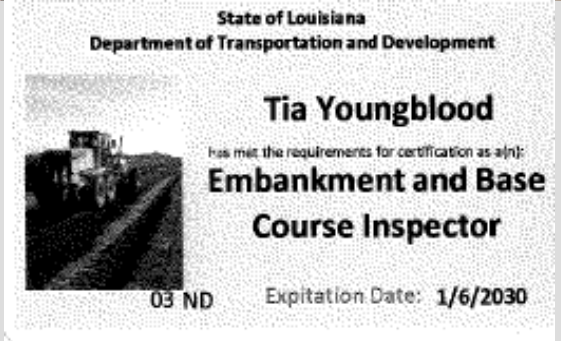 State of Louisiana
Department of Transportation and Development
Tia Youngblood
has met the requirements for certification as a(n):
Embankment and Base
Course Inspector
03 ND
Expitation Date: 1/6/2030